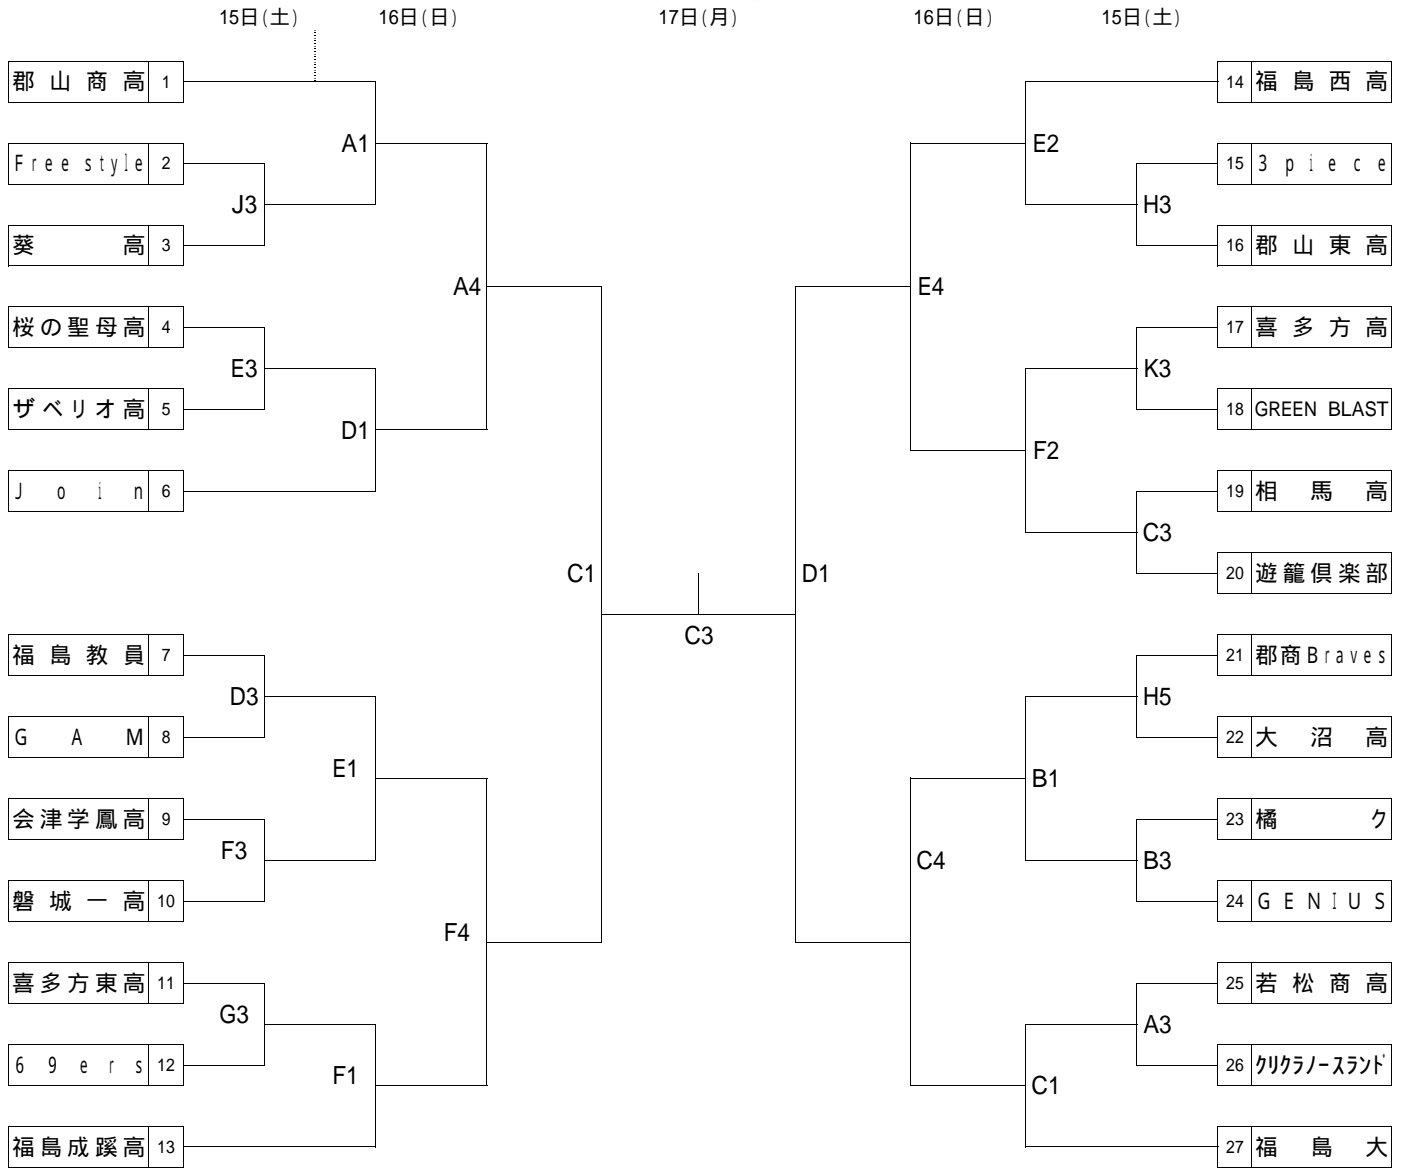 15日(土) 16日(日) 17日(月) 16日(日) 15日(土)
郡山商高 1
A1
Free style 2
J3
葵高 3
A4
桜の聖母高 4
E3
ザベリオ高 5
D1
Join 6
C1
福島教員 7
D3
GAM 8
E1
会津学鳳高 9
F3
磐城一高 10
F4
喜多方東高 11
G3
69ers 12
F1
福島成蹊高 13
C3
14 福島西高
E2
15 3piece
H3
16 郡山東高
E4
17 喜多方高
K3
18 GREEN BLAST
F2
19 相馬高
C3
20 遊籠倶楽部
D1
21 郡商Braves
H5
22 大沼高
B1
23 橘ク
B3
24 GENIUS
C4
25 若松商高
A3
26 クリクラノースランド
C1
27 福島大